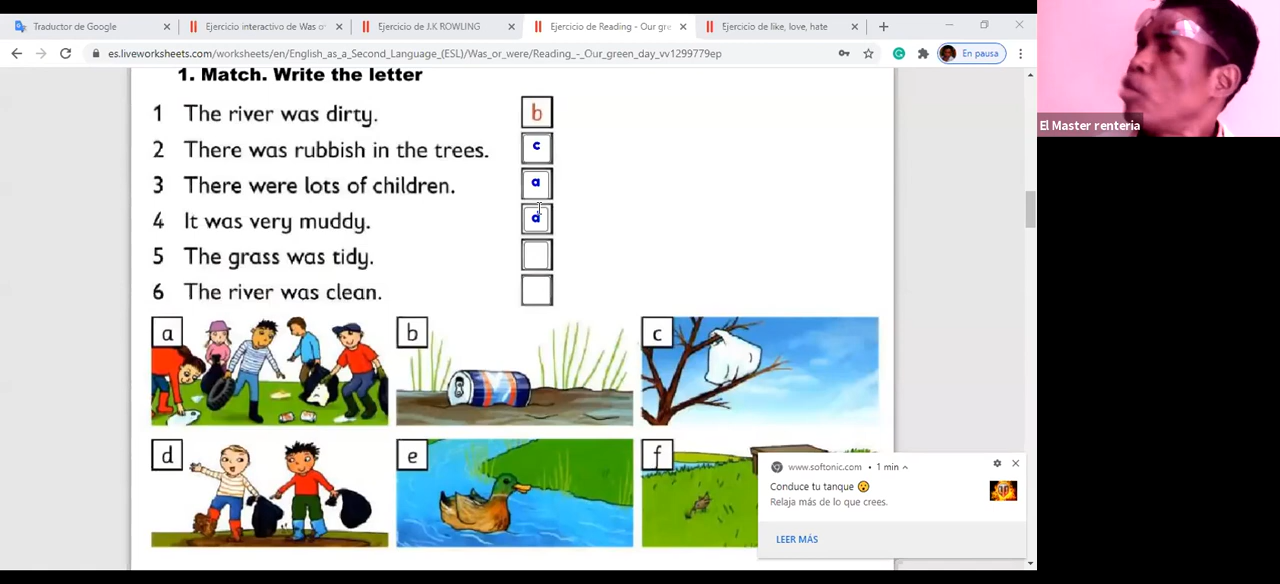 Traductor de Google
Ejercicio interactivo de Was o
Ejercicio de J.K ROWLING
Ejercicio de Reading - Our gre
Ejercicio de like, love, hate
es.liveworksheets.com/worksheets/en/English_as_a_Second_Language_(ESL)/Was_or_were/Reading_-_Our_green_day_vv1299779ep
En pausa
El Master renteria
1. Match. Write the letter
1 The river was dirty. b
2 There was rubbish in the trees. c
3 There were lots of children. a
4 It was very muddy. d
5 The grass was tidy.
6 The river was clean.
a b c
d e f
www.softonic.com • 1 min
Conduce tu tanque 😮
Relaja más de lo que crees.
LEER MÁS